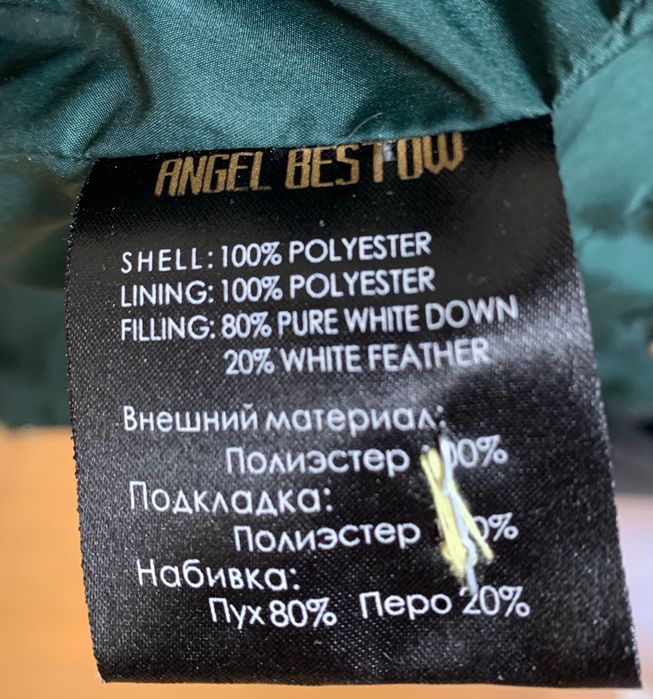 ANGEL BESTOW
SHELL: 100% POLYESTER
LINING: 100% POLYESTER
FILLING: 80% PURE WHITE DOWN
20% WHITE FEATHER
Внешний материал:
Полиэстер 100%
Подкладка:
Полиэстер
Набивка:
Пух 80% Перо 20%